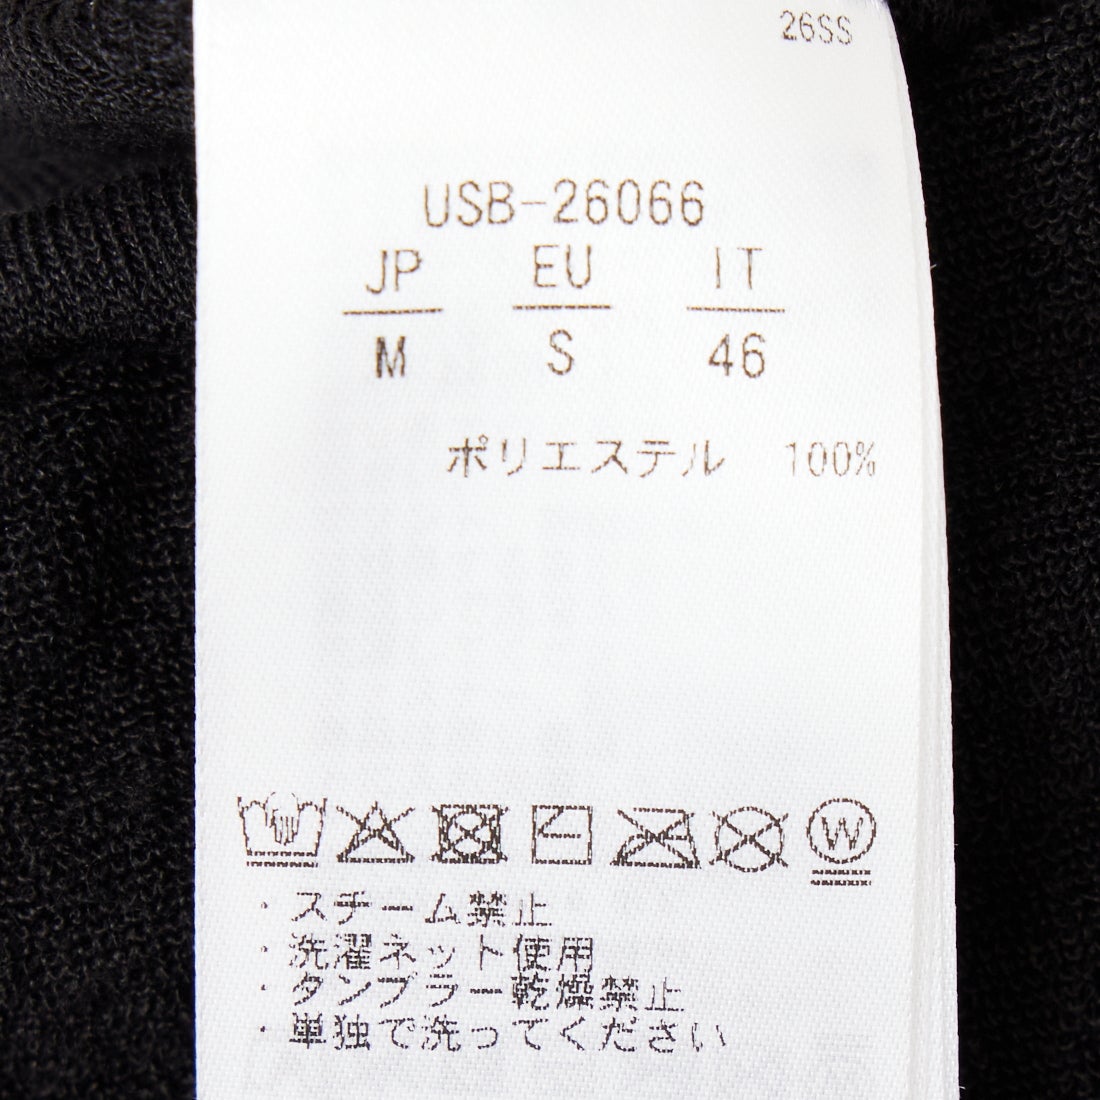 26SS
USB-26066
JP EU IT
M S 46
ポリエステル 100%
W
・スチーム禁止
・洗濯ネット使用
・タンブラー乾燥禁止
・単独で洗ってください